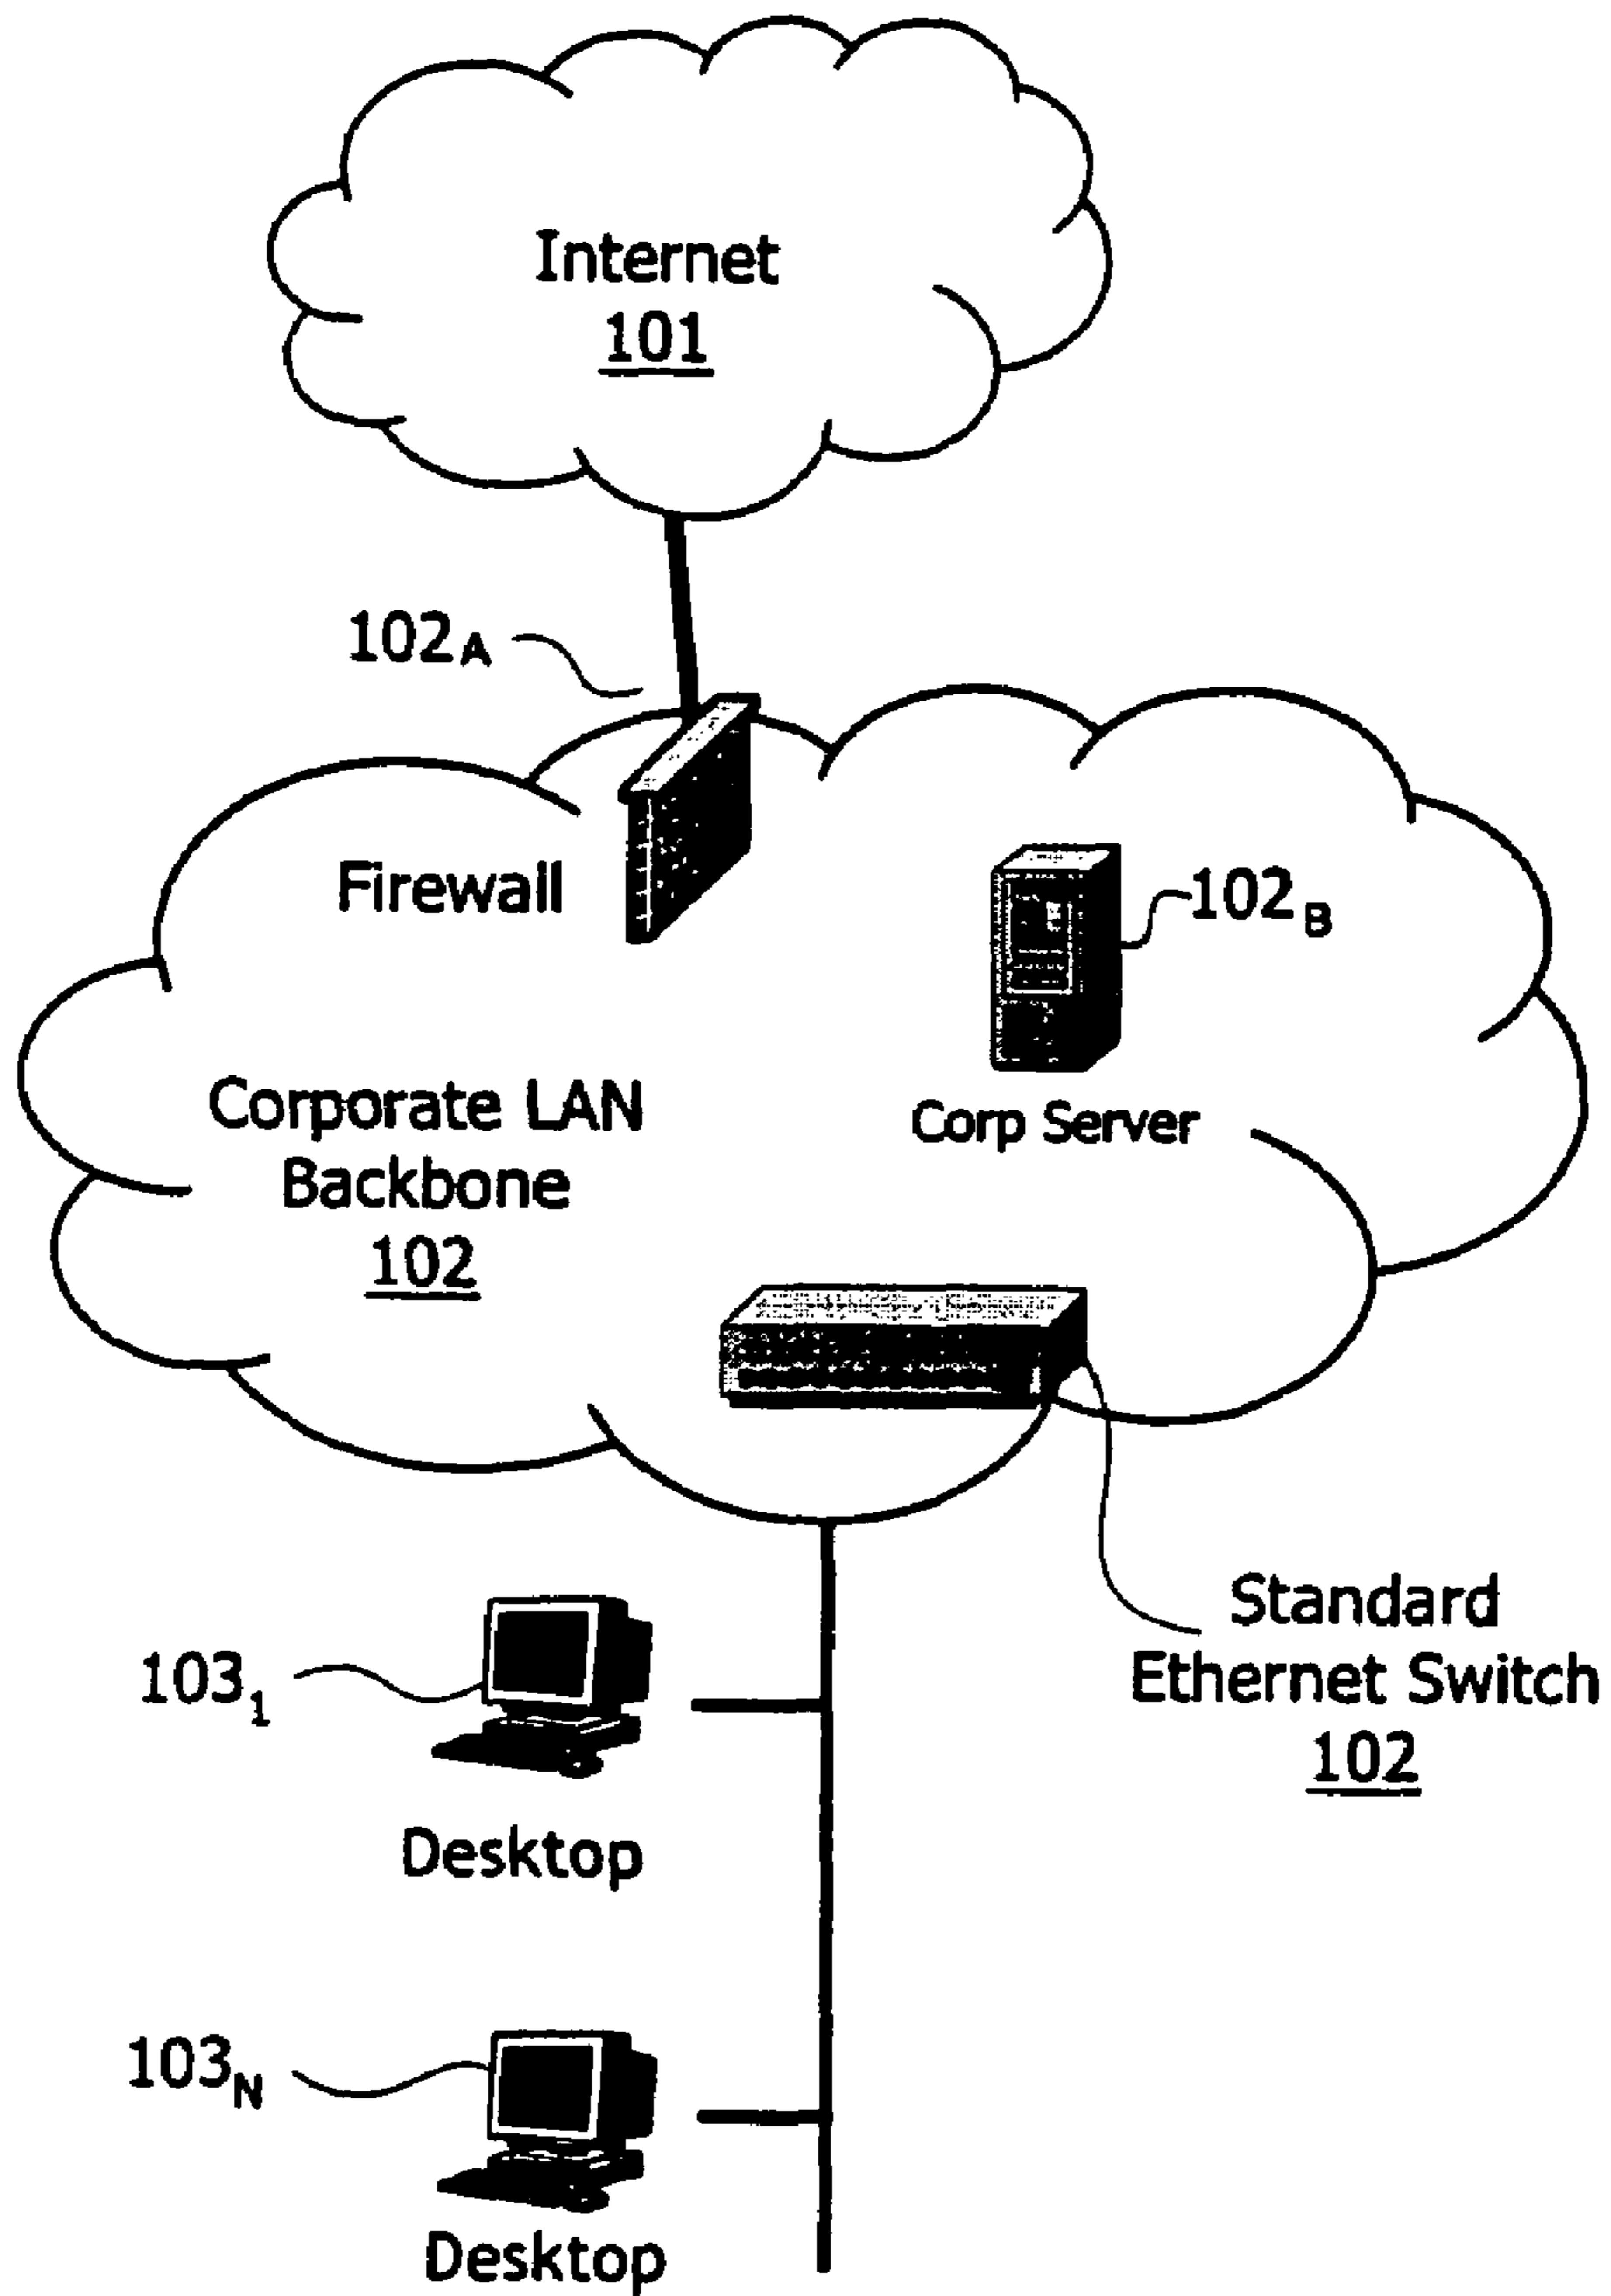 Internet
101
102A
Firewall
102B
Corporate LAN
Backbone
102
Corp Server
Standard
Ethernet Switch
102
1031
Desktop
103N
Desktop